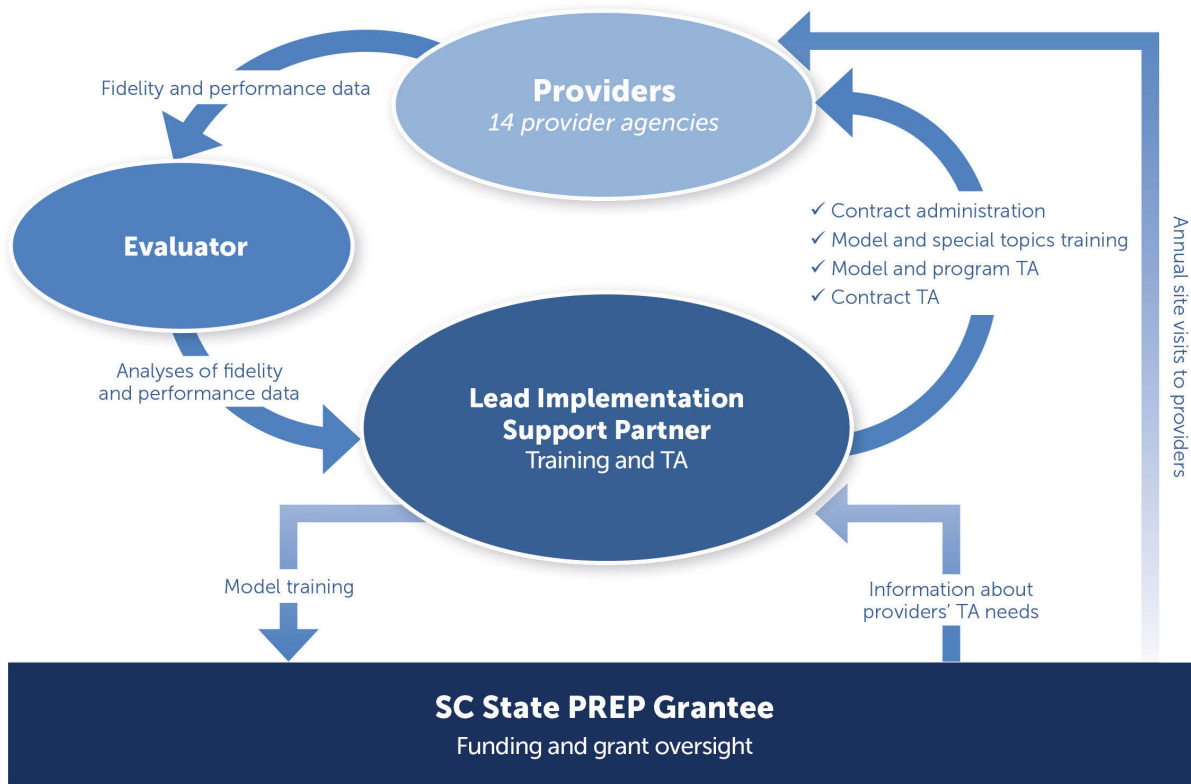 Providers
14 provider agencies
Fidelity and performance data
Evaluator
✓ Contract administration
✓ Model and special topics training
✓ Model and program TA
✓ Contract TA
Annual site visits to providers
Analyses of fidelity
and performance data
Lead Implementation
Support Partner
Training and TA
Model training
Information about
providers’ TA needs
SC State PREP Grantee
Funding and grant oversight